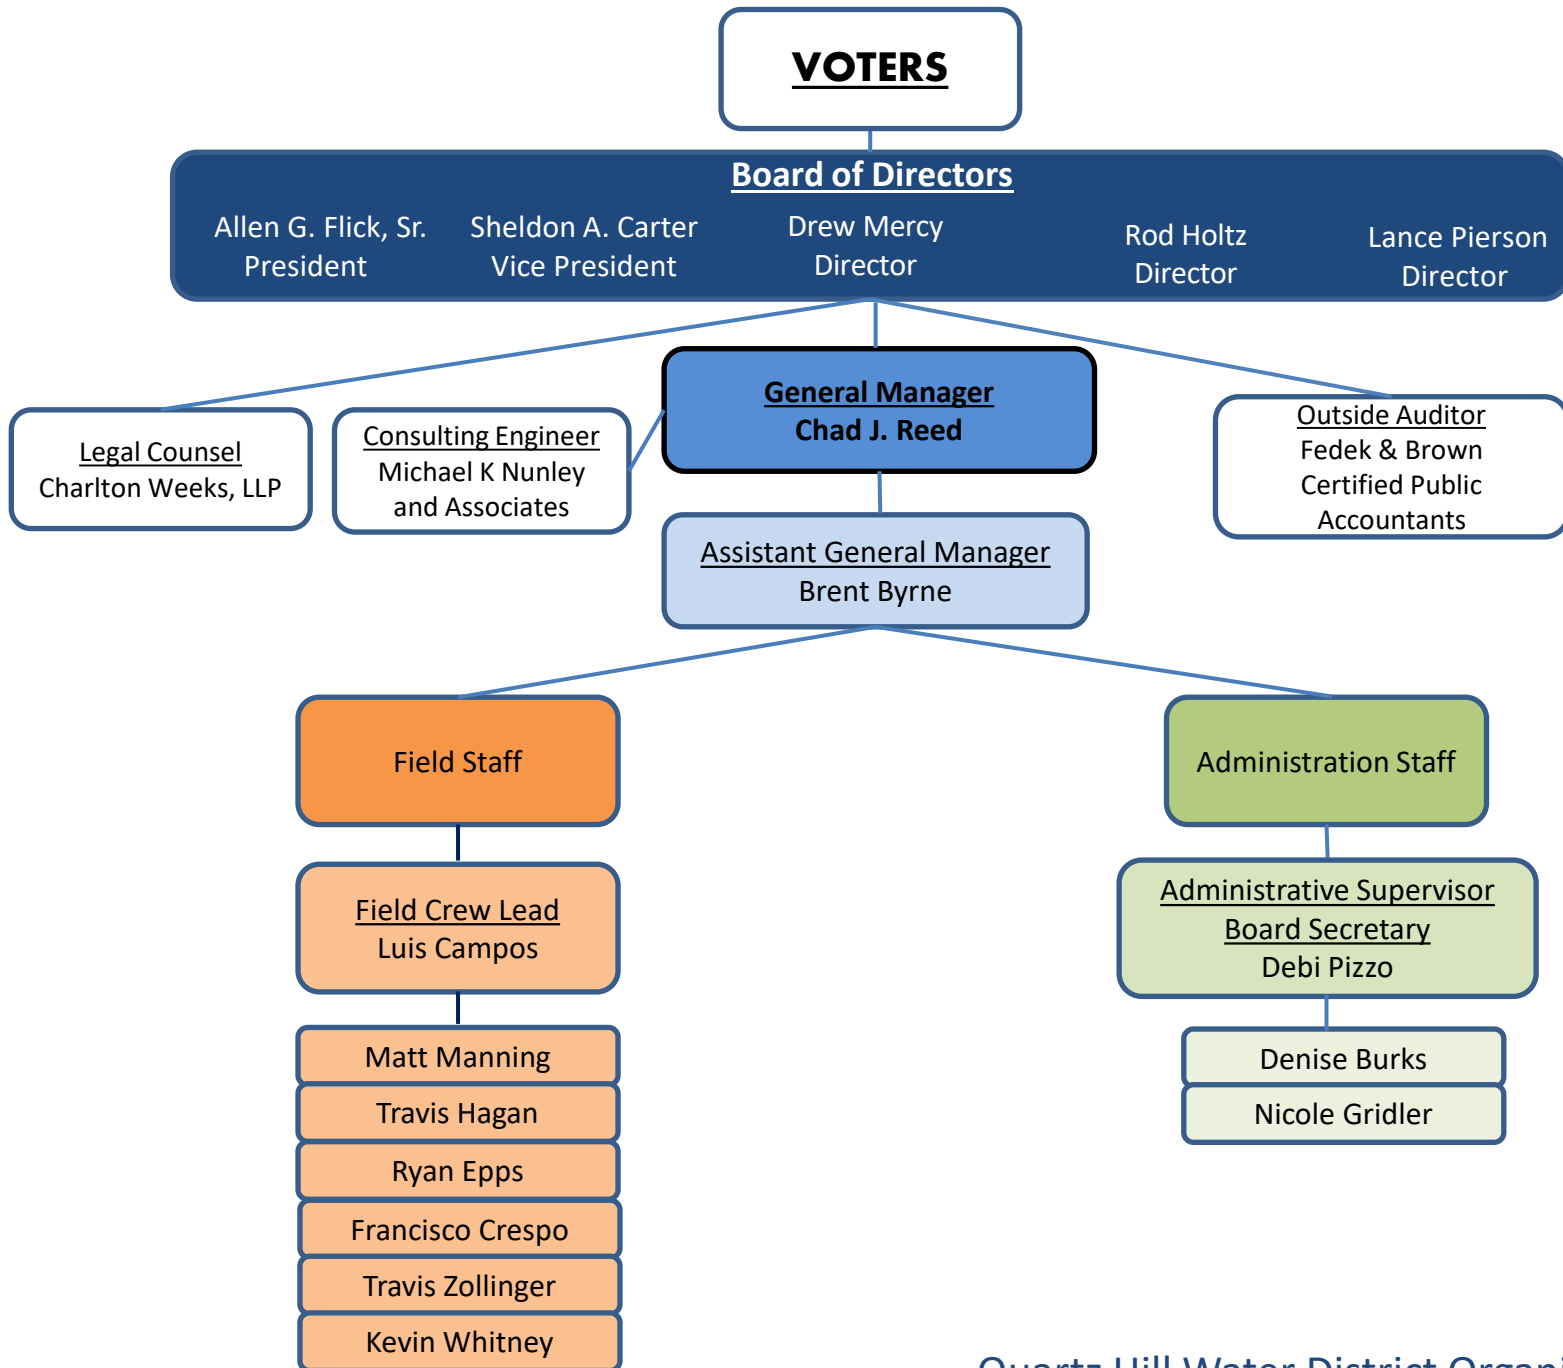 VOTERS
Board of Directors
Allen G. Flick, Sr.
President
Sheldon A. Carter
Vice President
Drew Mercy
Director
Rod Holtz
Director
Lance Pierson
Director
General Manager
Chad J. Reed
Legal Counsel
Charlton Weeks, LLP
Consulting Engineer
Michael K Nunley
and Associates
Outside Auditor
Fedek & Brown
Certified Public
Accountants
Assistant General Manager
Brent Byrne
Field Staff
Administration Staff
Field Crew Lead
Luis Campos
Administrative Supervisor
Board Secretary
Debi Pizzo
Matt Manning
Travis Hagan
Ryan Epps
Francisco Crespo
Travis Zollinger
Kevin Whitney
Denise Burks
Nicole Gridler
Quartz Hill Water District